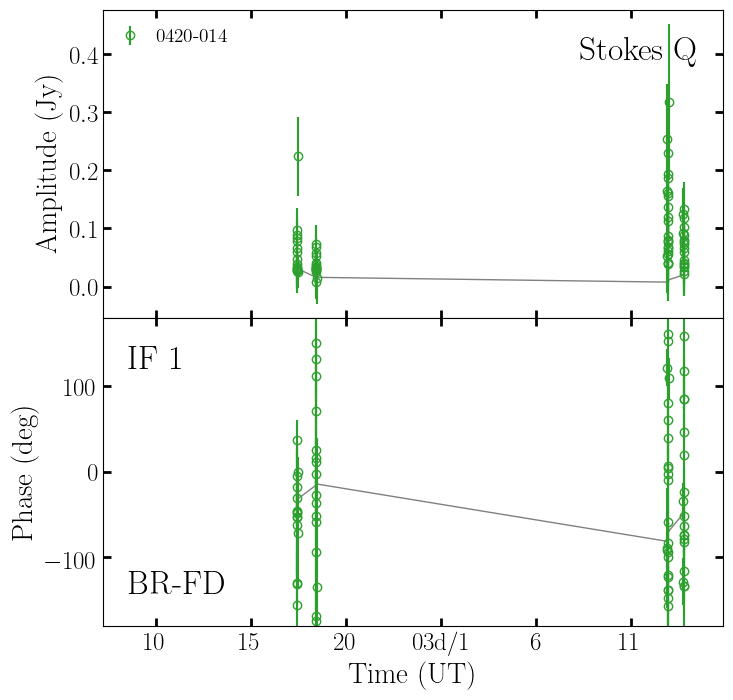 0420-014
Stokes Q
Amplitude (Jy)
0.4
0.3
0.2
0.1
0.0
IF 1
BR-FD
Phase (deg)
100
0
−100
10 15 20 03d/1 6 11
Time (UT)